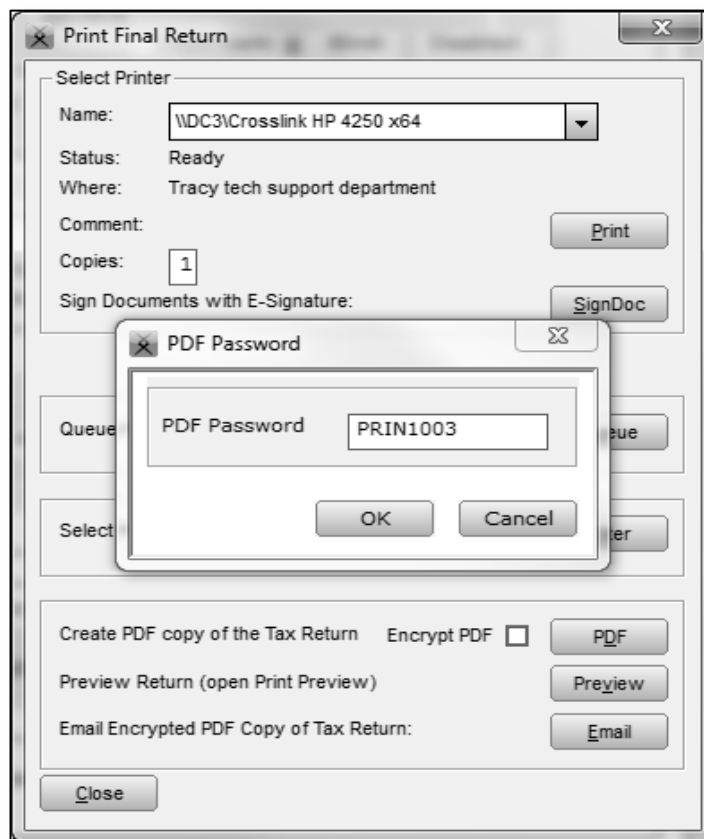 Print Final Return
Select Printer
Name: \\DC3\Crosslink HP 4250 x64
Status: Ready
Where: Tracy tech support department
Comment:
Print
Copies: 1
Sign Documents with E-Signature: SignDoc
PDF Password
Queue
PDF Password PRIN1003
OK Cancel
Select
Create PDF copy of the Tax Return Encrypt PDF PDF
Preview Return (open Print Preview) Preview
Email Encrypted PDF Copy of Tax Return: Email
Close